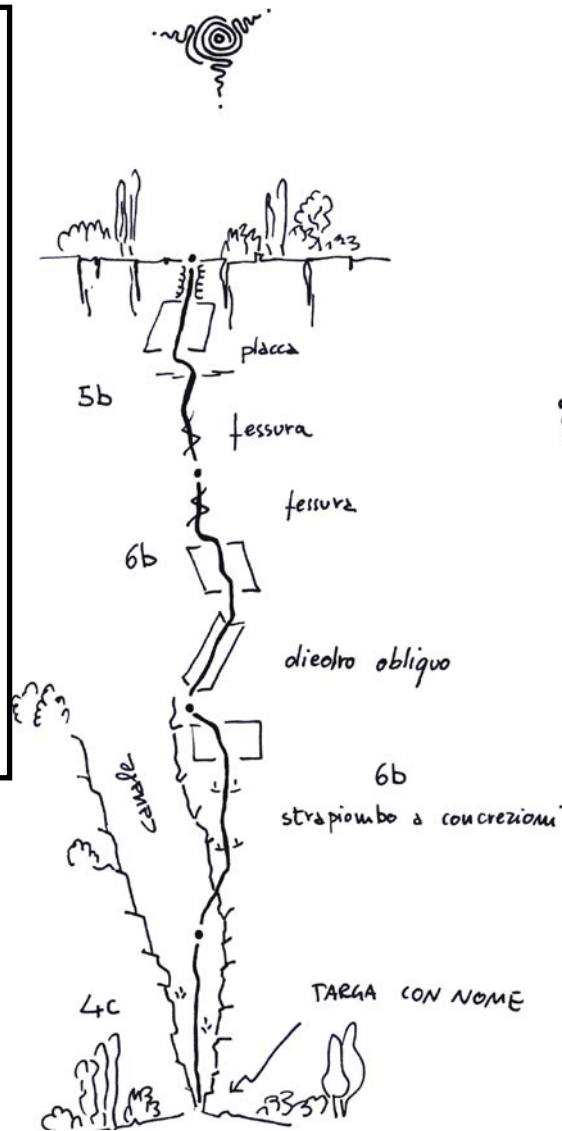 placca
5b
fessura
fessura
6b
diedro obliquo
canale
6b
strapiombo a concrezioni
4c
TARGA CON NOME